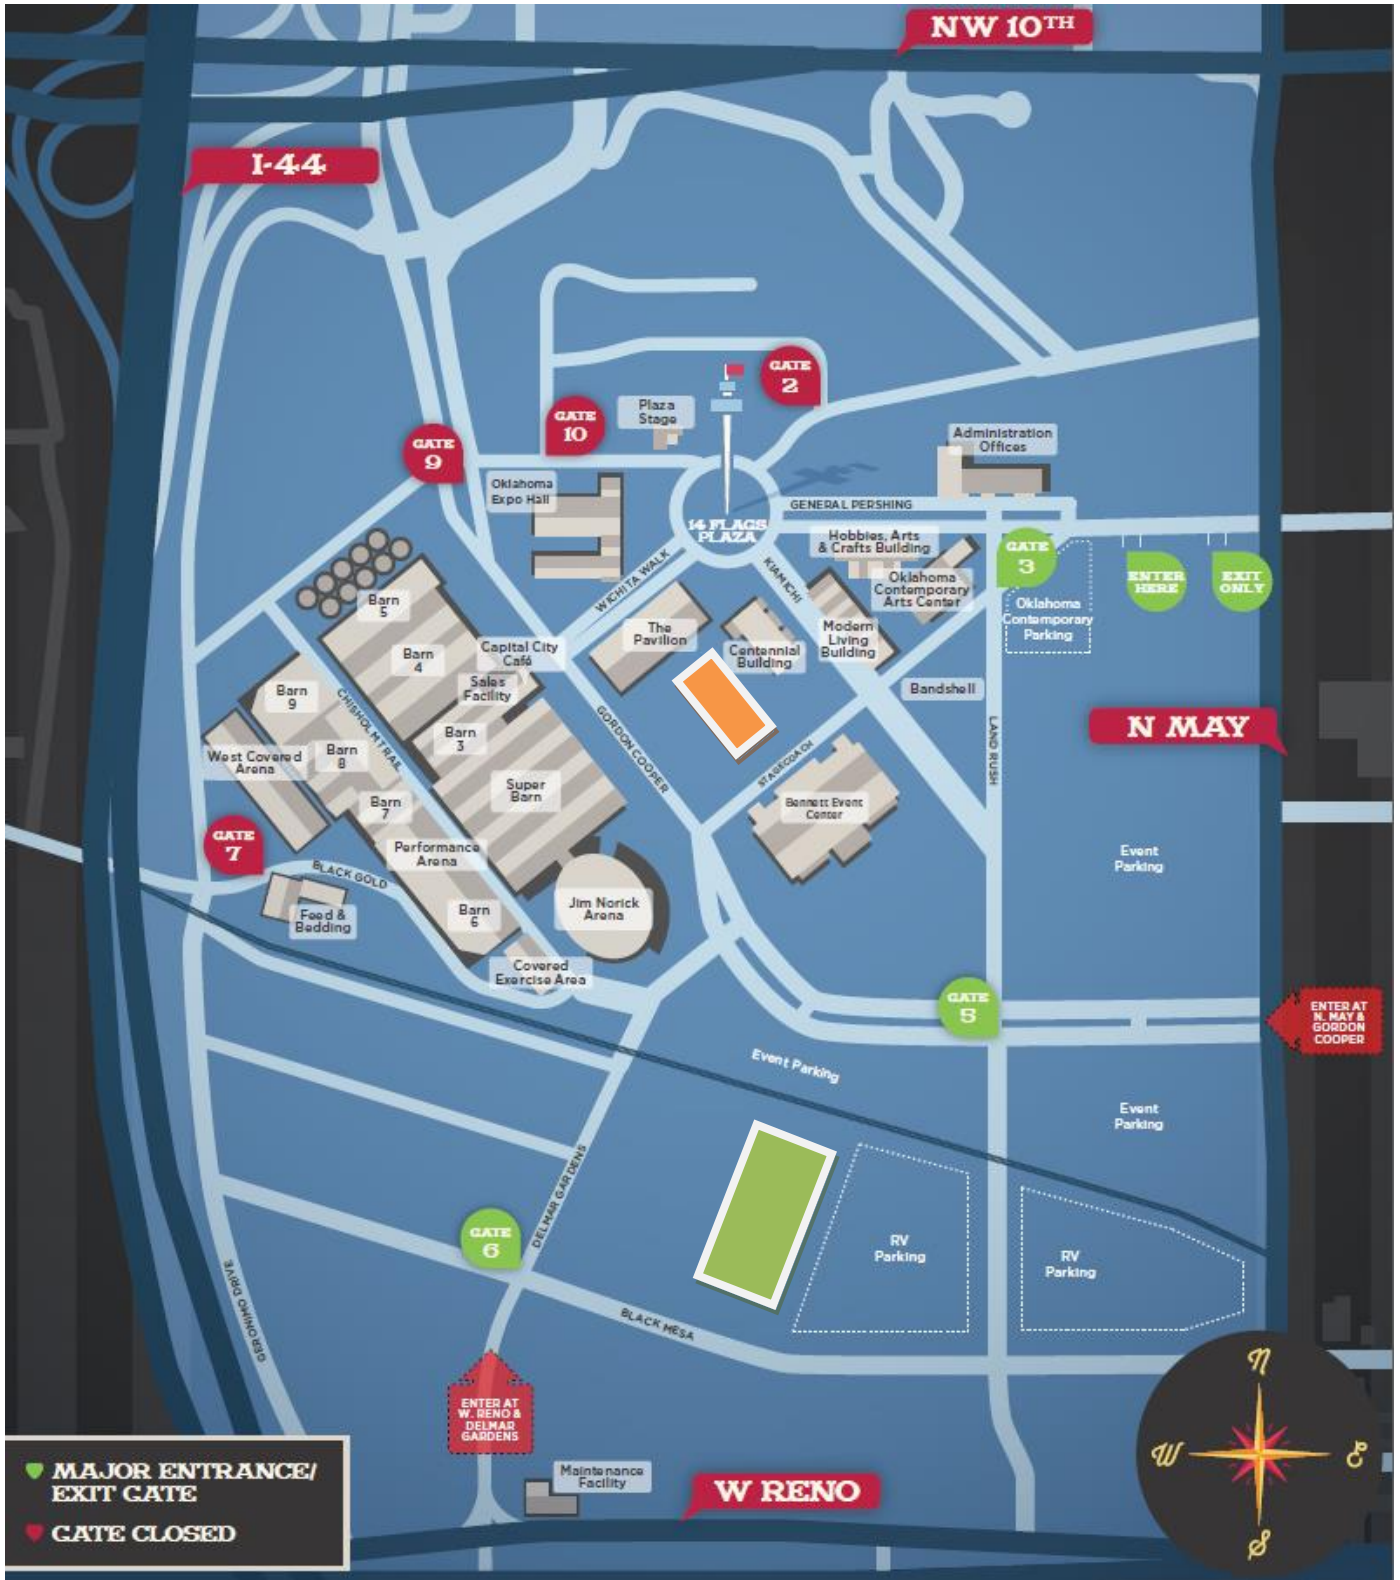 NW 10TH
I-44
GATE
2
Plaza
Stage
GATE
10
GATE
9
Administration
Offices
Oklahoma
Expo Hall
GENERAL PERSHING
14 FLAGS
PLAZA
Hobbies, Arts
& Crafts Building
GATE
3
ENTER
HERE
EXIT
ONLY
WICHITA WALK
KIAMICHI
Oklahoma
Contemporary
Arts Center
Oklahoma
Contemporary
Parking
Barn
5
The
Pavilion
Modern
Living
Building
Centennial
Building
Capital City
Café
Barn
4
Sales
Facility
Bandshell
Barn
9
CHISHOLM TRAIL
GORDON COOPER
LAND RUSH
N MAY
Barn
3
West Covered
Arena
Barn
8
STAGECOACH
Super
Barn
Barn
7
Bennett Event
Center
GATE
7
Performance
Arena
Event
Parking
BLACK GOLD
Feed &
Bedding
Barn
6
Jim Norick
Arena
Covered
Exercise Area
GATE
5
ENTER AT
N. MAY &
GORDON
COOPER
Event Parking
Event
Parking
DELMAR GARDENS
GATE
6
RV
Parking
RV
Parking
GERONIMO DRIVE
BLACK MESA
N
W
E
S
ENTER AT
W. RENO &
DELMAR
GARDENS
MAJOR ENTRANCE/
EXIT GATE
GATE CLOSED
Maintenance
Facility
W RENO